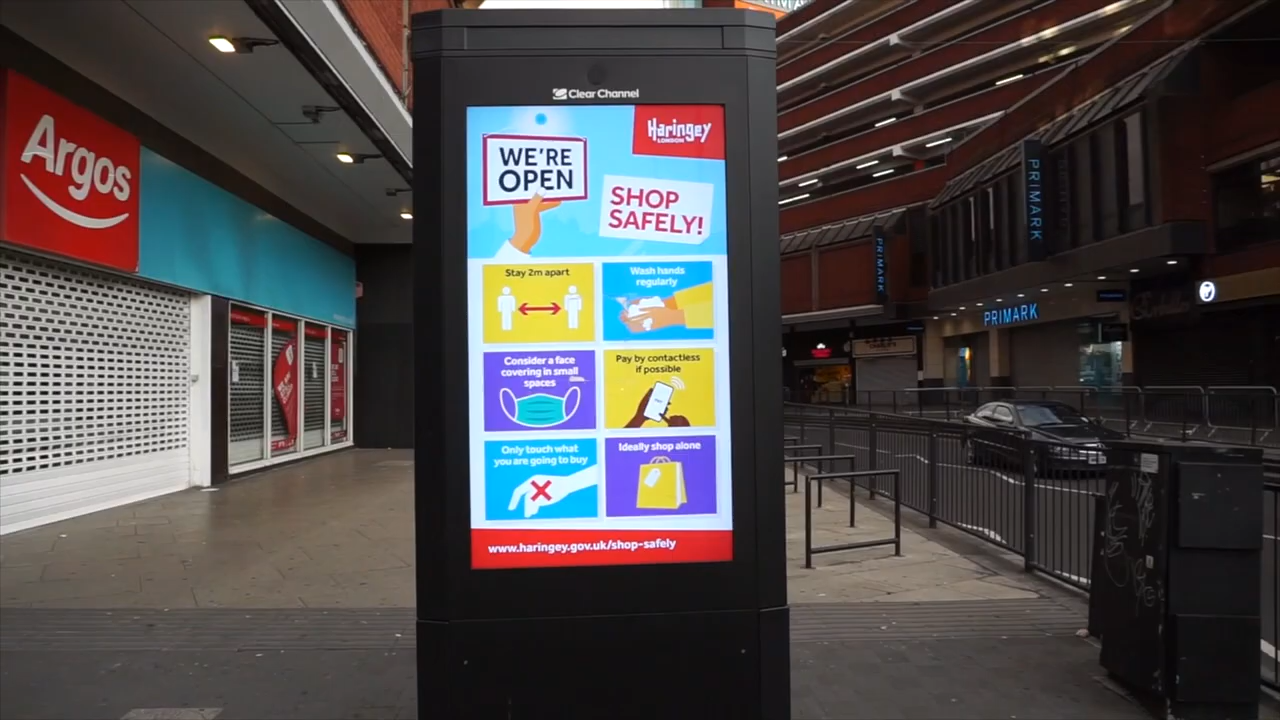 Clear Channel
Haringey
LONDON
WE'RE
OPEN
SHOP
SAFELY!
Stay 2m apart
Wash hands
regularly
Consider a face
covering in small
spaces
Pay by contactless
if possible
Only touch what
you are going to buy
Ideally shop alone
www.haringey.gov.uk/shop-safely
Argos
PRIMARK
PRIMARK
PRIMARK